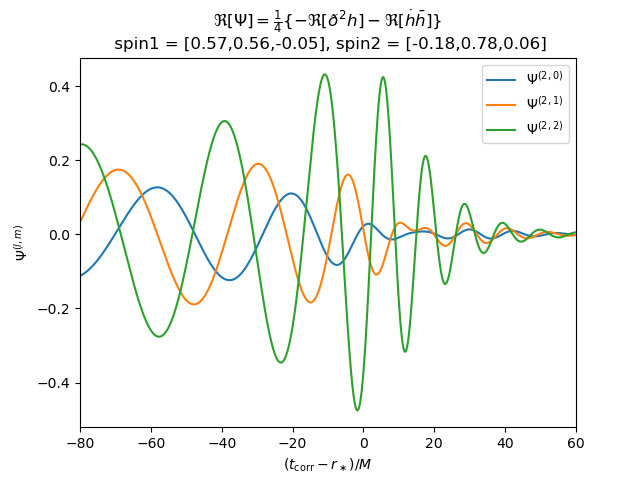 ℜ[Ψ] = 1/4{−ℜ[ð²h] − ℜ[ḣh̄]}
spin1 = [0.57,0.56,-0.05], spin2 = [-0.18,0.78,0.06]
Ψ^(2,0)
Ψ^(2,1)
Ψ^(2,2)
Ψ^(l,m)
0.4
0.2
0.0
−0.2
−0.4
−80 −60 −40 −20 0 20 40 60
(t_corr − r_*)/M